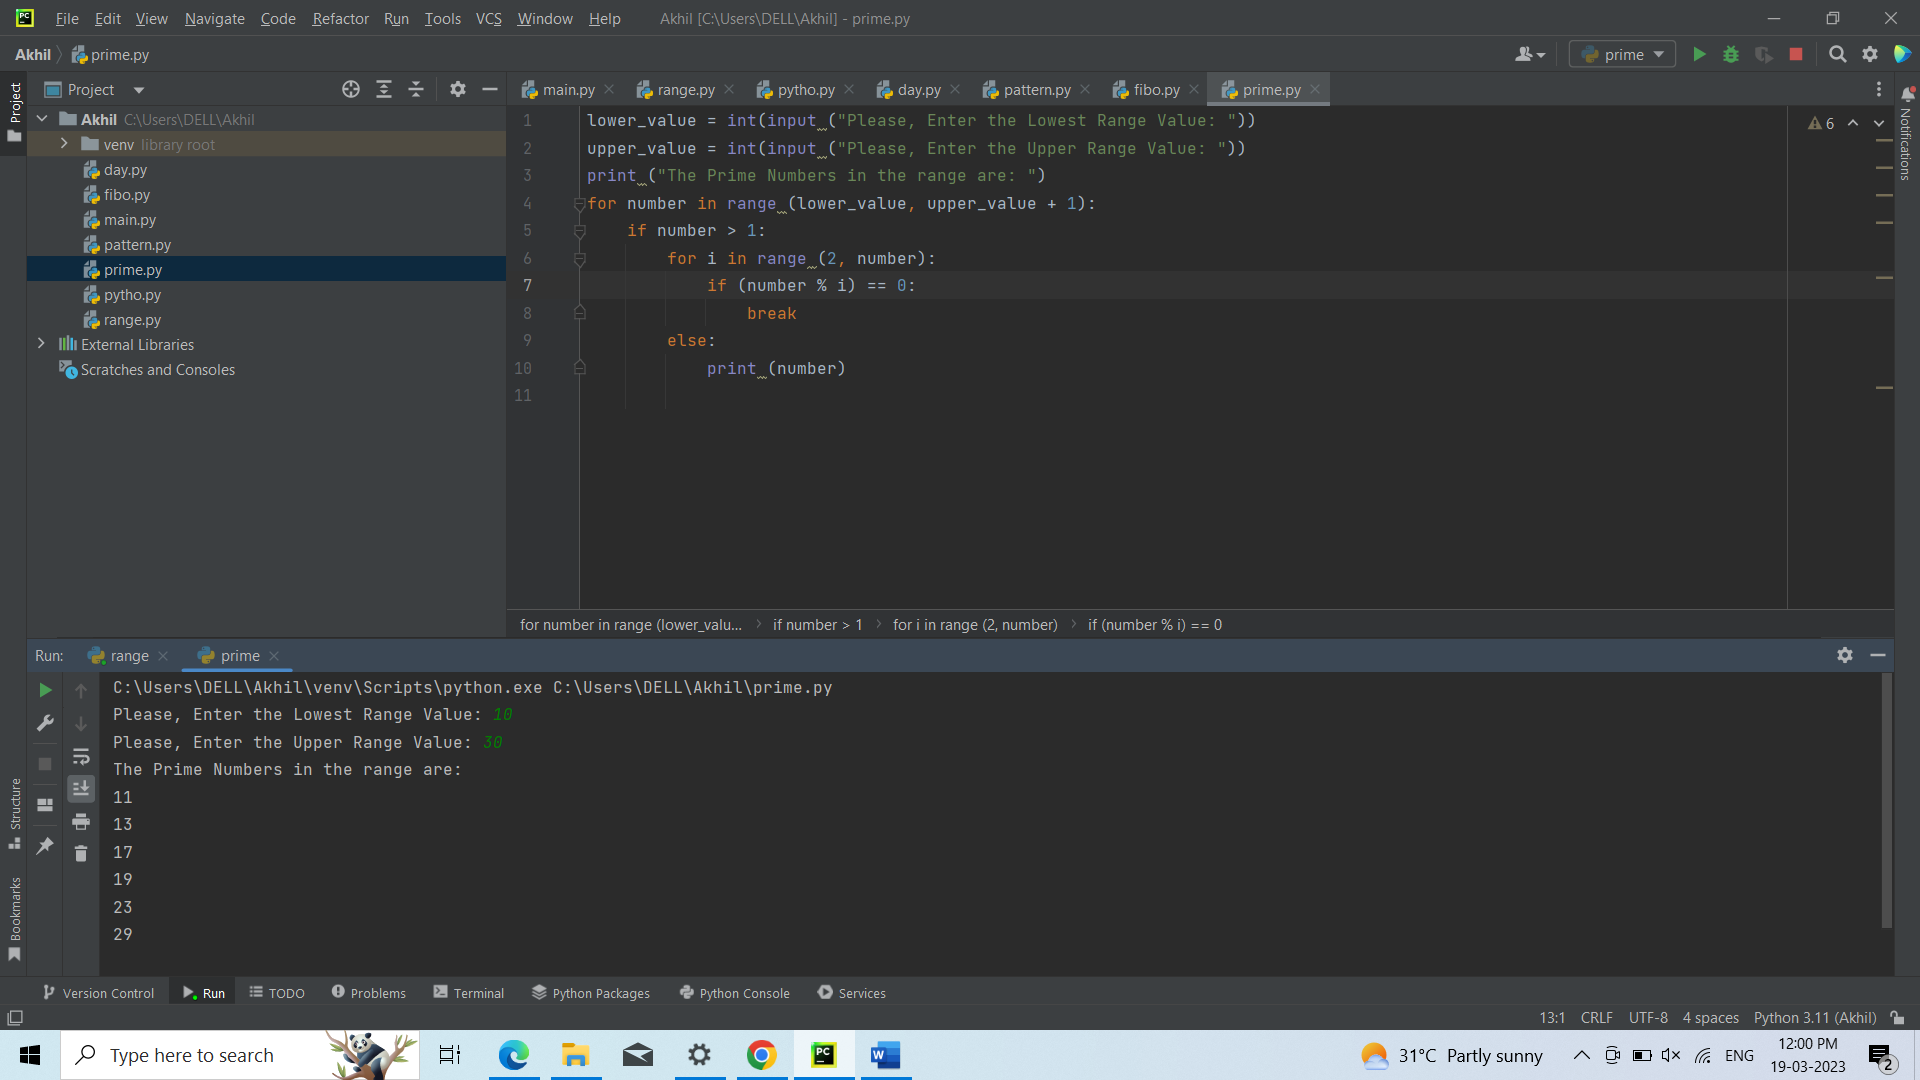 PC File Edit View Navigate Code Refactor Run Tools VCS Window Help Akhil [C:\Users\DELL\Akhil] - prime.py
Akhil prime.py prime
Project main.py range.py pytho.py day.py pattern.py fibo.py prime.py
Project
Notifications
Akhil C:\Users\DELL\Akhil
venv library root
day.py
fibo.py
main.py
pattern.py
prime.py
pytho.py
range.py
External Libraries
Scratches and Consoles
6
1 lower_value = int(input ("Please, Enter the Lowest Range Value: "))
2 upper_value = int(input ("Please, Enter the Upper Range Value: "))
3 print ("The Prime Numbers in the range are: ")
4 for number in range (lower_value, upper_value + 1):
5     if number > 1:
6         for i in range (2, number):
7             if (number % i) == 0:
8                 break
9         else:
10             print (number)
11
for number in range (lower_valu... if number > 1 for i in range (2, number) if (number % i) == 0
Run: range prime
C:\Users\DELL\Akhil\venv\Scripts\python.exe C:\Users\DELL\Akhil\prime.py
Please, Enter the Lowest Range Value: 10
Please, Enter the Upper Range Value: 30
The Prime Numbers in the range are:
11
13
17
19
23
29
Structure
Bookmarks
Version Control Run TODO Problems Terminal Python Packages Python Console Services
13:1 CRLF UTF-8 4 spaces Python 3.11 (Akhil)
Type here to search PC W 31°C Partly sunny ENG 12:00 PM
19-03-2023 2